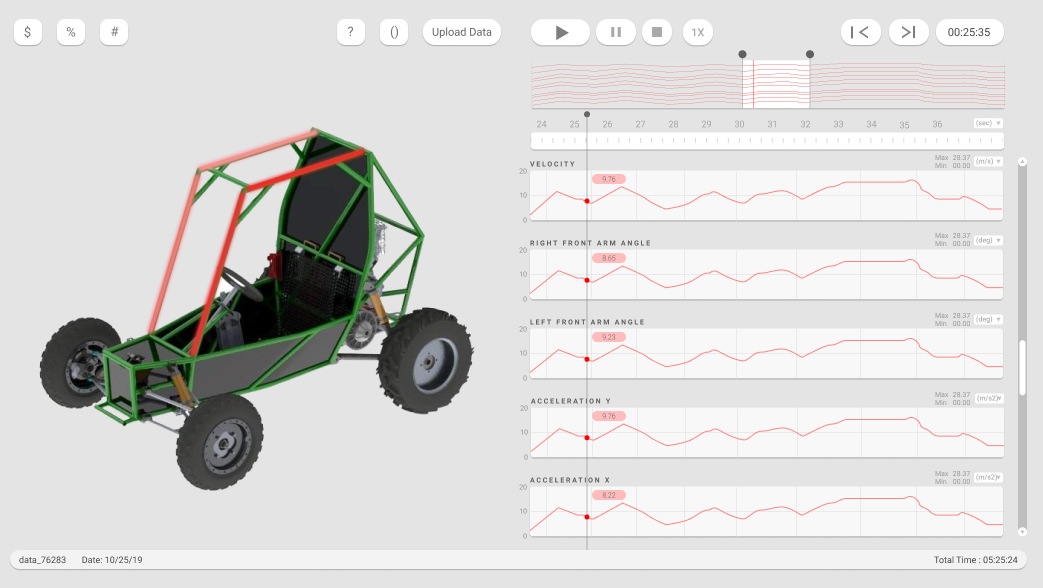 $ % # ? () Upload Data 1X 00:25:35
24 25 26 27 28 29 30 31 32 33 34 35 36 (sec)
VELOCITY Max 28.37 (m/s)
Min 00.00
20
9.76
10
0
RIGHT FRONT ARM ANGLE Max 28.37 (deg)
Min 00.00
20
8.65
10
0
LEFT FRONT ARM ANGLE Max 28.37 (deg)
Min 00.00
20
9.23
10
0
ACCELERATION Y Max 28.37 (m/s2)
Min 00.00
20
9.76
10
0
ACCELERATION X Max 28.37 (m/s2)
Min 00.00
20
8.22
10
0
data_76283 Date: 10/25/19 Total Time : 05:25:24